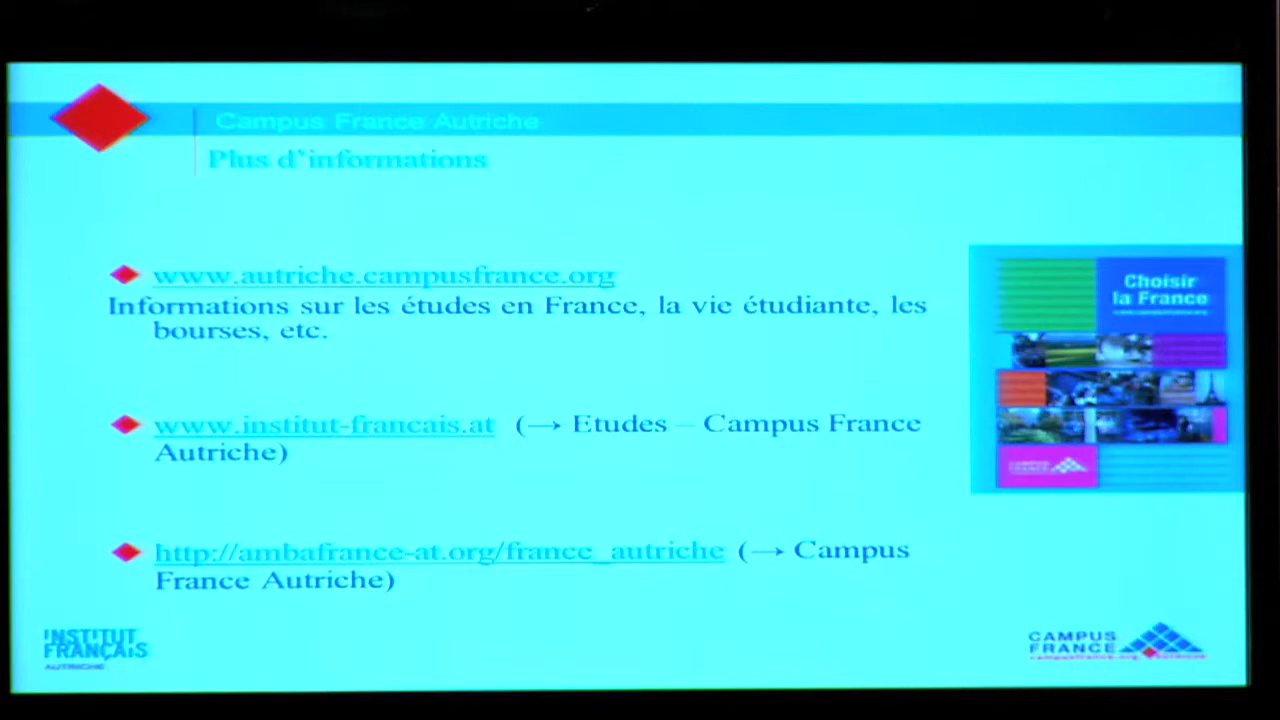 Campus France Autriche
Plus d'informations
www.autriche.campusfrance.org
Informations sur les études en France, la vie étudiante, les
bourses, etc.
Choisir
la France
www.institut-francais.at (→ Etudes – Campus France
Autriche)
CAMPUS
FRANCE
http://ambafrance-at.org/france_autriche (→ Campus
France Autriche)
INSTITUT
FRANÇAIS
AUTRICHE
CAMPUS
FRANCE